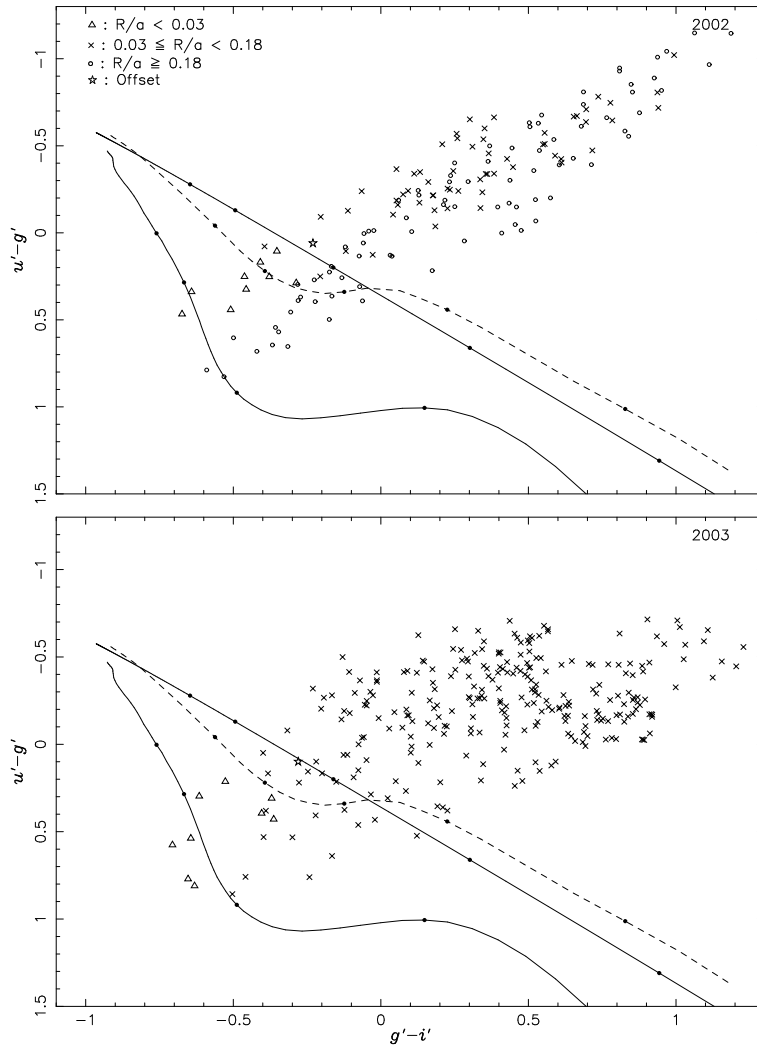 −1
−0.5
0
0.5
1
1.5
u′−g′
△ : R/a < 0.03
× : 0.03 ≦ R/a < 0.18
○ : R/a ≧ 0.18
☆ : Offset
2002
−1
−0.5
0
0.5
1
1.5
u′−g′
2003
−1 −0.5 0 0.5 1
g′−i′